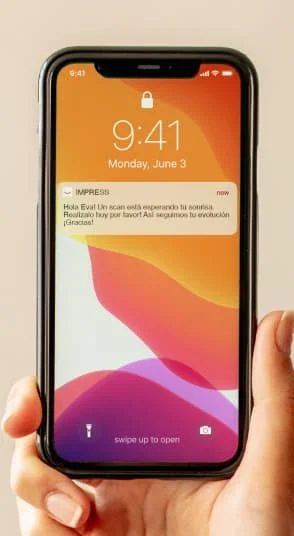 9:41
9:41
Monday, June 3
IMPRESS now
Hola Eva! Un scan está esperando tu sonrisa.
Realizalo hoy por favor! Así seguimos tu evolución
¡Gracias!
swipe up to open